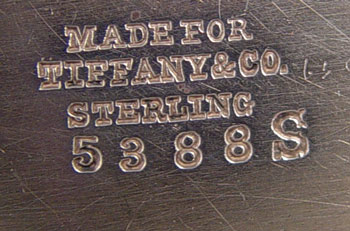 MADE FOR
TIFFANY & CO.
STERLING
5388S